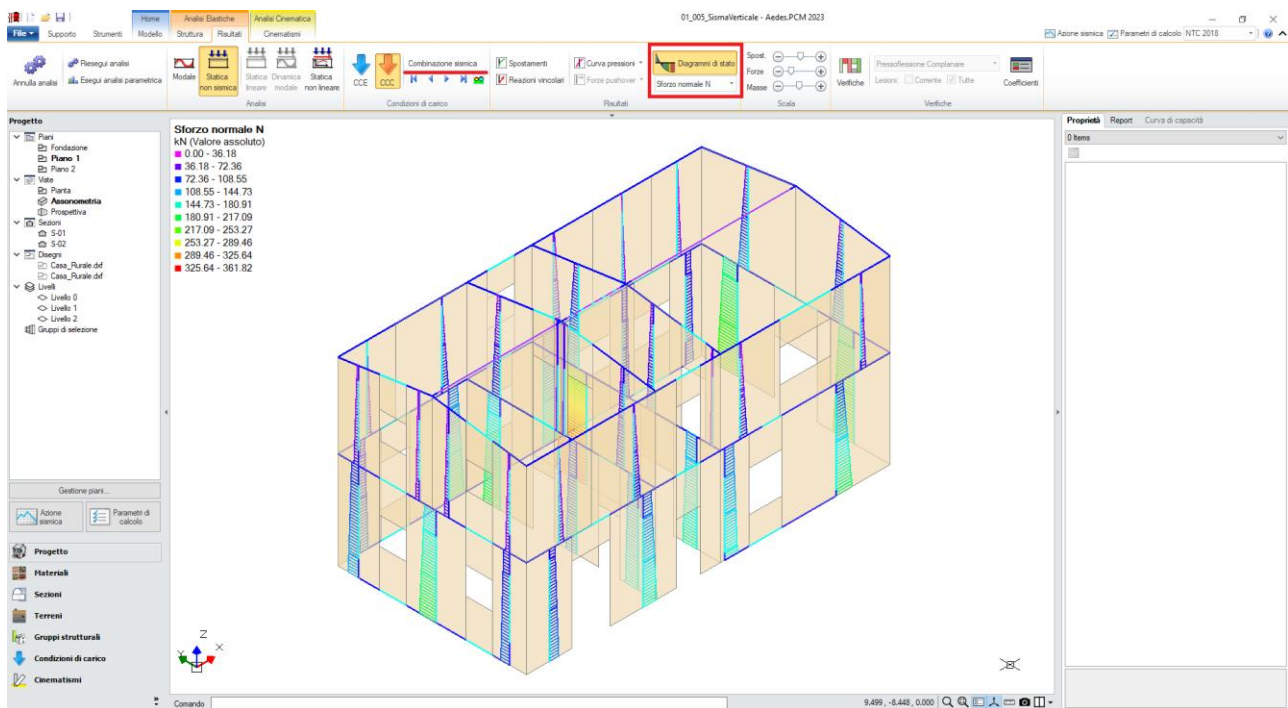 Home
Analisi Elastiche
Analisi Cinematica
01_005_SismaVerticale - Aedes.PCM 2023
File
Supporto
Strumenti
Modello
Struttura
Risultati
Cinematismi
Azione sismica
Parametri di calcolo
NTC 2018
Annulla analisi
Riesegui analisi
Esegui analisi parametrica
Modale
Statica non sismica
Statica lineare
Dinamica modale
Statica non lineare
Analisi
CCE
CCC
Combinazione sismica
Condizioni di carico
Spostamenti
Reazioni vincolari
Curva pressioni
Forze pushover
Diagrammi di stato
Sforzo normale N
Risultati
Spost.
Forze
Masse
Scala
Verifiche
Pressoflessione Complanare
Lesioni:
Corrente
Tutte
Coefficienti
Verifiche
Progetto
Piani
Fondazione
Piano 1
Piano 2
Viste
Pianta
Assonometria
Prospettiva
Sezioni
S-01
S-02
Disegni
Casa_Rurale.dxf
Casa_Rurale.dxf
Livelli
Livello 0
Livello 1
Livello 2
Gruppi di selezione
Gestione piani...
Azione sismica
Parametri di calcolo
Progetto
Materiali
Sezioni
Terreni
Gruppi strutturali
Condizioni di carico
Cinematismi
Sforzo normale N
kN (Valore assoluto)
0.00 - 36.18
36.18 - 72.36
72.36 - 108.55
108.55 - 144.73
144.73 - 180.91
180.91 - 217.09
217.09 - 253.27
253.27 - 289.46
289.46 - 325.64
325.64 - 361.82
Z
Y
X
Proprietà
Report
Curva di capacità
0 Items
Comando
9.499 , -8.448 , 0.000